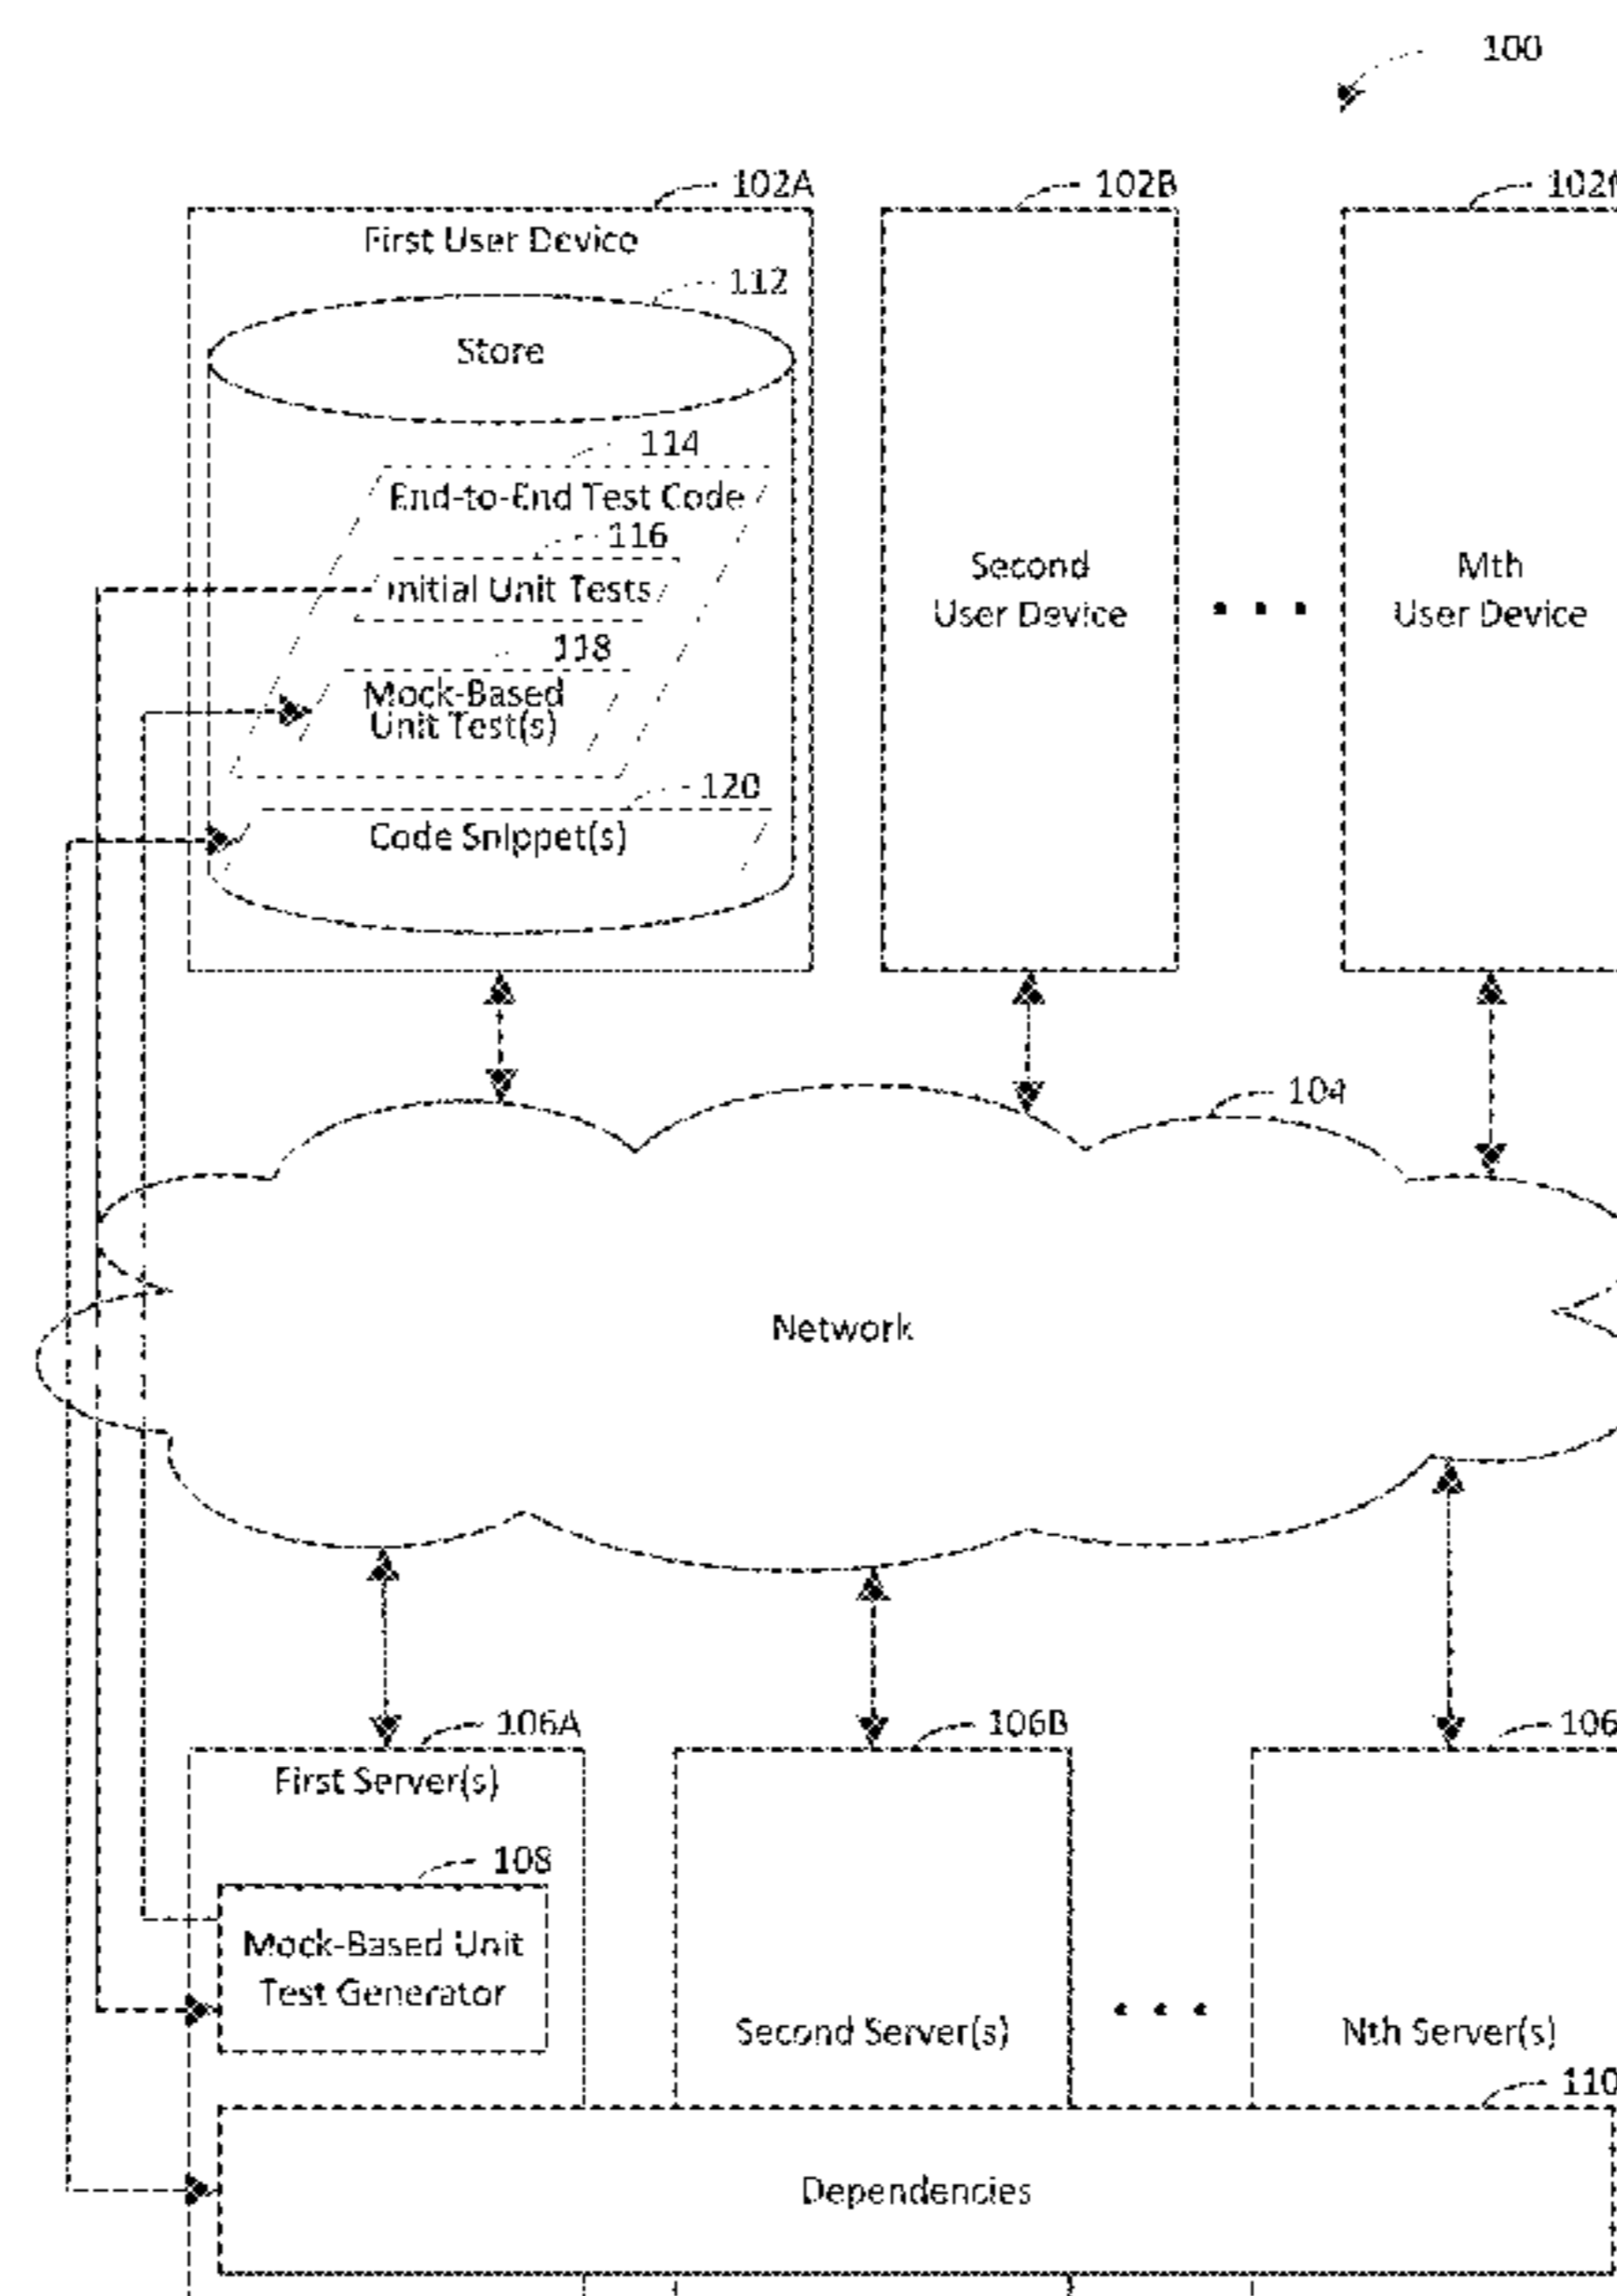 100
102A
102B
First User Device
112
Store
114
End-to-End Test Code
116
Initial Unit Tests
118
Mock-Based
Unit Test(s)
120
Code Snippet(s)
Second
User Device
Mth
User Device
104
Network
106A
106B
106
First Server(s)
108
Mock-Based Unit
Test Generator
Second Server(s)
Nth Server(s)
110
Dependencies